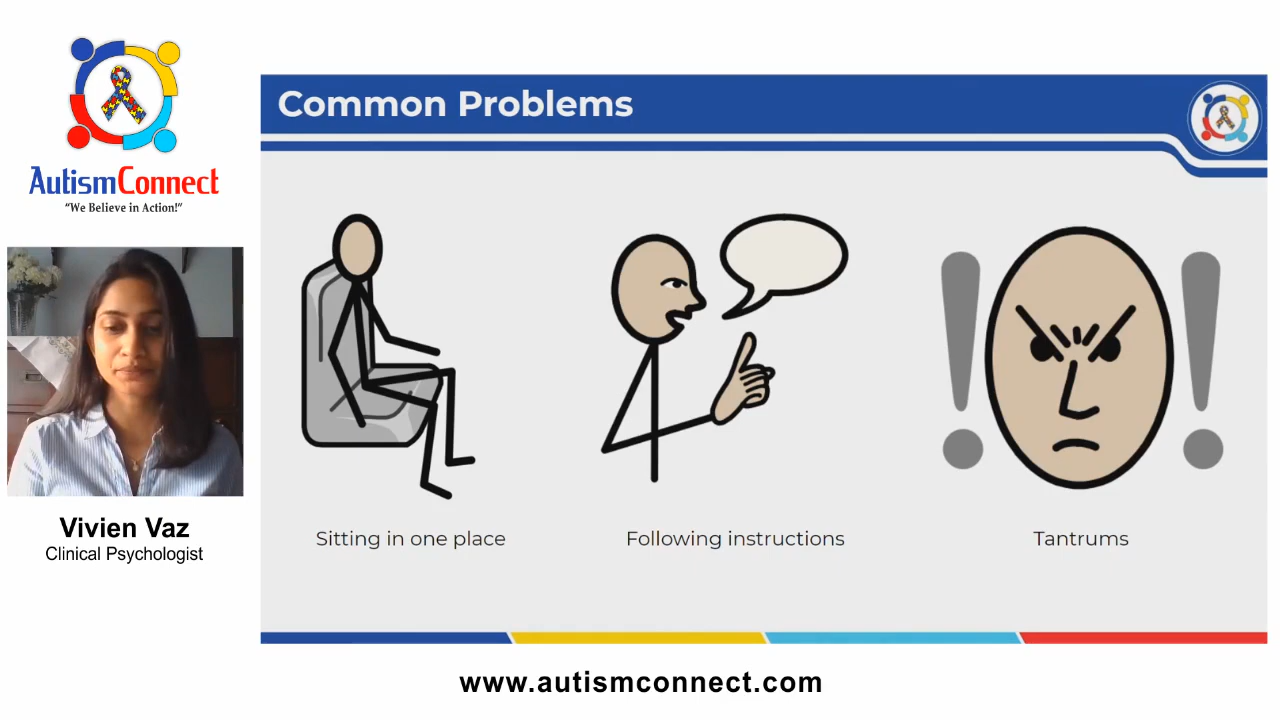 AutismConnect
“We Believe in Action!”
Vivien Vaz
Clinical Psychologist
Common Problems
Sitting in one place
Following instructions
Tantrums
www.autismconnect.com